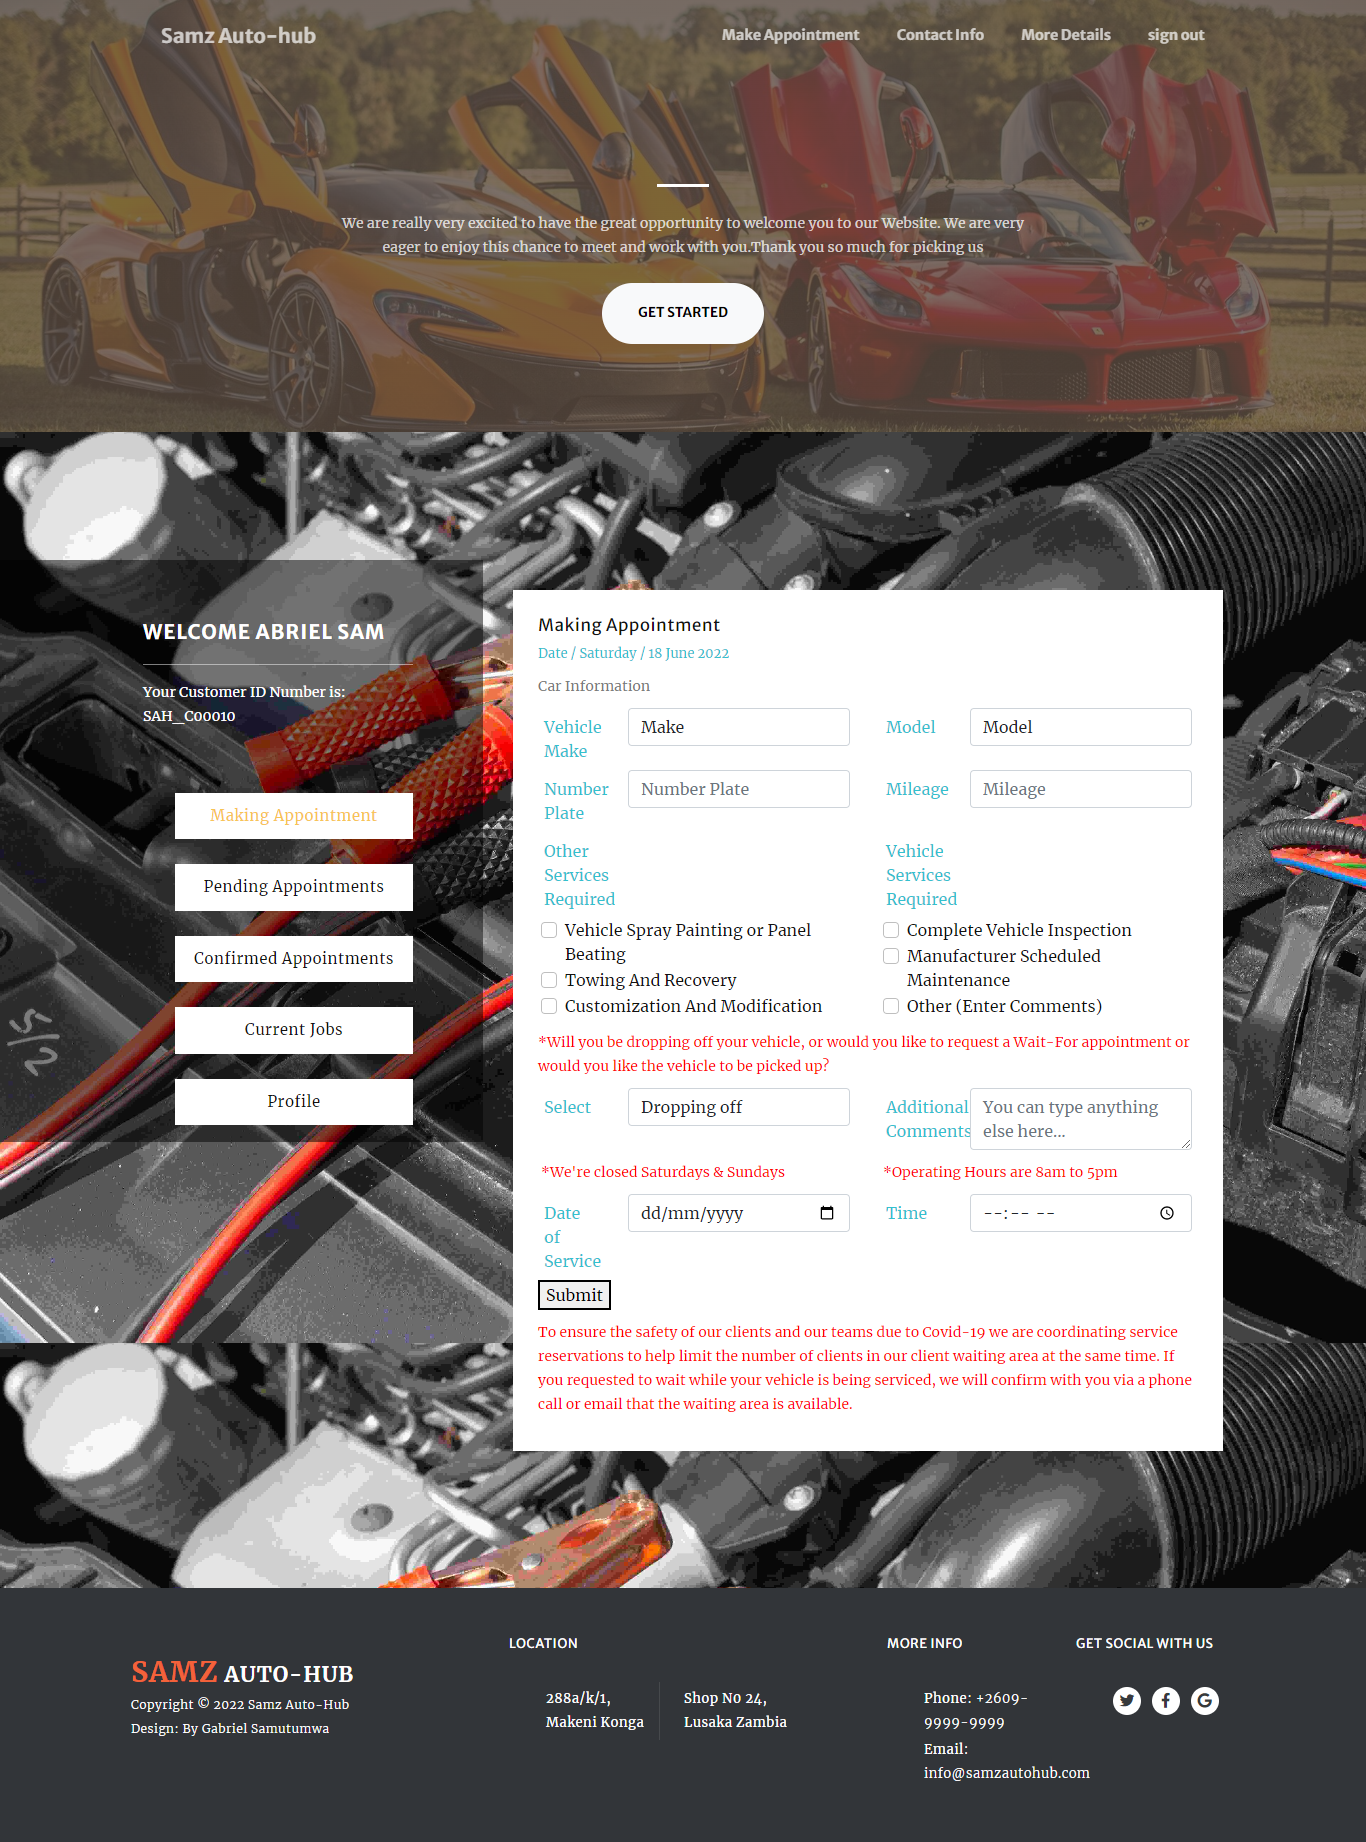 Samz Auto-hub
Make Appointment
Contact Info
More Details
sign out
We are really very excited to have the great opportunity to welcome you to our Website. We are very
eager to enjoy this chance to meet and work with you.Thank you so much for picking us
GET STARTED
WELCOME ABRIEL SAM
Your Customer ID Number is:
SAH_C00010
Making Appointment
Pending Appointments
Confirmed Appointments
Current Jobs
Profile
5/2
Making Appointment
Date / Saturday / 18 June 2022
Car Information
Vehicle
Make
Make
Model
Model
Number
Plate
Number Plate
Mileage
Mileage
Other
Services
Required
Vehicle
Services
Required
Vehicle Spray Painting or Panel
Beating
Towing And Recovery
Customization And Modification
Complete Vehicle Inspection
Manufacturer Scheduled
Maintenance
Other (Enter Comments)
*Will you be dropping off your vehicle, or would you like to request a Wait-For appointment or
would you like the vehicle to be picked up?
Select
Dropping off
Additional
Comments
You can type anything
else here...
*We're closed Saturdays & Sundays
*Operating Hours are 8am to 5pm
Date
of
Service
dd/mm/yyyy
Time
--:-- --
Submit
To ensure the safety of our clients and our teams due to Covid-19 we are coordinating service
reservations to help limit the number of clients in our client waiting area at the same time. If
you requested to wait while your vehicle is being serviced, we will confirm with you via a phone
call or email that the waiting area is available.
SAMZ AUTO-HUB
Copyright © 2022 Samz Auto-Hub
Design: By Gabriel Samutumwa
LOCATION
288a/k/1,
Makeni Konga
Shop No 24,
Lusaka Zambia
MORE INFO
Phone: +2609-
9999-9999
Email:
info@samzautohub.com
GET SOCIAL WITH US